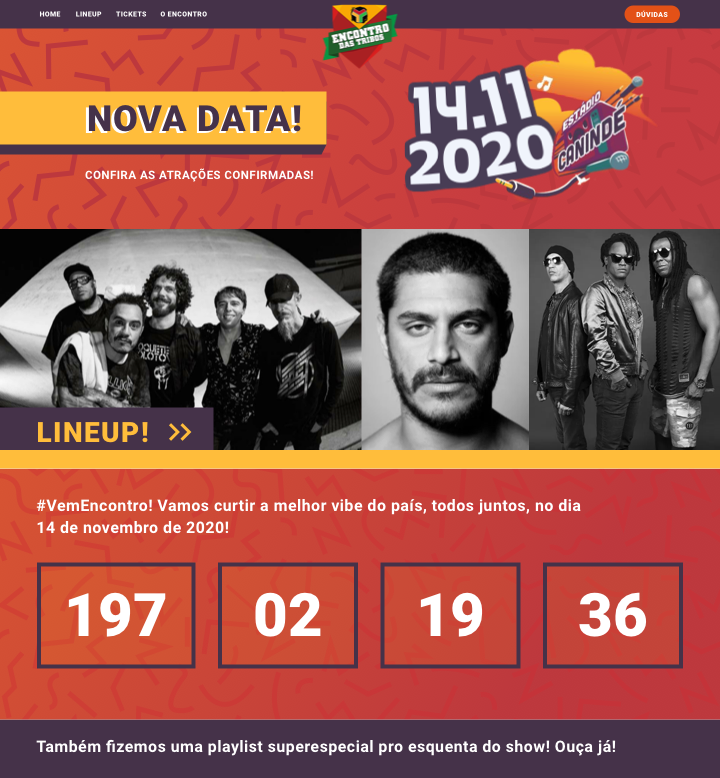 HOME LINEUP TICKETS O ENCONTRO
ENCONTRO
DAS TRIBOS
DÚVIDAS
NOVA DATA!
CONFIRA AS ATRAÇÕES CONFIRMADAS!
14.11
2020
ESTÁDIO
CANINDÉ
LINEUP! >>
#VemEncontro! Vamos curtir a melhor vibe do país, todos juntos, no dia
14 de novembro de 2020!
197 02 19 36
Também fizemos uma playlist superespecial pro esquenta do show! Ouça já!